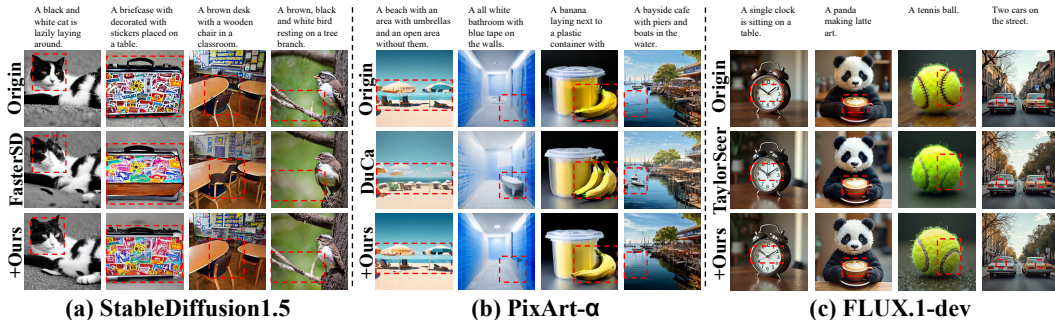 A black and
white cat is
lazily laying
around.
A briefcase with
decorated with
stickers placed on
a table.
A brown desk
with a wooden
chair in a
classroom.
A brown, black
and white bird
resting on a tree
branch.
Origin
FasterSD
+Ours
(a) StableDiffusion1.5
A beach with an
area with umbrellas
and an open area
without them.
A all white
bathroom with
blue tape on
the walls.
A banana
laying next to
a plastic
container with
A bayside cafe
with piers and
boats in the
water.
Origin
DuCa
+Ours
(b) PixArt-α
A single clock
is sitting on a
table.
A panda
making latte
art.
A tennis ball.
Two cars on
the street.
Origin
TaylorSeer
+Ours
(c) FLUX.1-dev